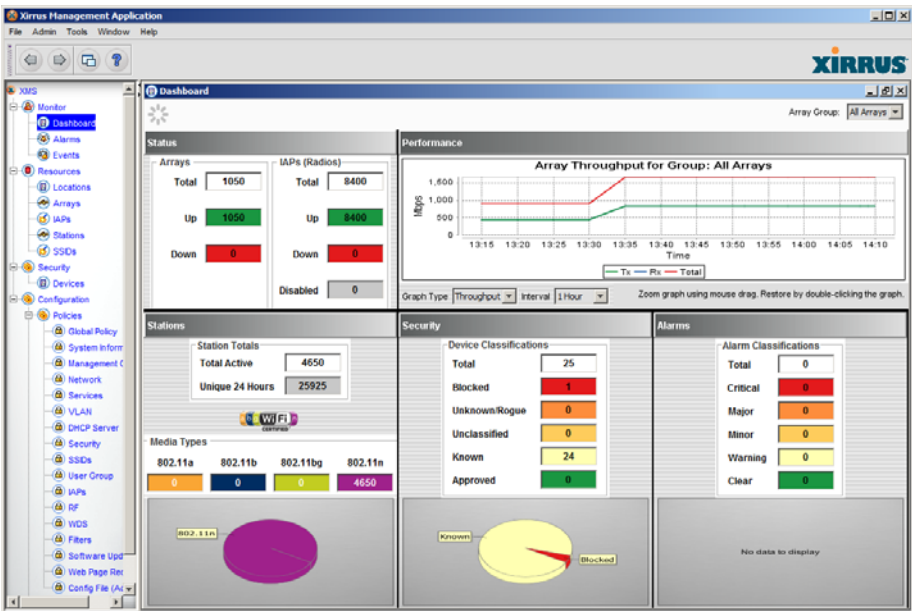 Xirrus Management Application
File Admin Tools Window Help
XIRRUS
XMS
Monitor
Dashboard
Alarms
Events
Resources
Locations
Arrays
IAPs
Stations
SSIDs
Security
Devices
Configuration
Policies
Global Policy
System Inform
Management C
Network
Services
VLAN
DHCP Server
Security
SSIDs
User Group
IAPs
RF
WDS
Filters
Software Upd
Web Page Rec
Config File (Ac
Dashboard
Array Group: All Arrays
Status
Arrays
Total 1050
Up 1050
Down 0
IAPs (Radios)
Total 8400
Up 8400
Down 0
Disabled 0
Performance
Array Throughput for Group: All Arrays
Mbps
1,600
1,000
500
0
13:15 13:20 13:25 13:30 13:35 13:40 13:45 13:50 13:55 14:00 14:05 14:10
Time
Tx Rx Total
Graph Type Throughput Interval 1 Hour Zoom graph using mouse drag. Restore by double-clicking the graph.
Stations
Station Totals
Total Active 4650
Unique 24 Hours 25925
Wi Fi
CERTIFIED
Media Types
802.11a 802.11b 802.11bg 802.11n
0 0 0 4650
802.11n
Security
Device Classifications
Total 25
Blocked 1
Unknown/Rogue 0
Unclassified 0
Known 24
Approved 0
Known
Blocked
Alarms
Alarm Classifications
Total 0
Critical 0
Major 0
Minor 0
Warning 0
Clear 0
No data to display